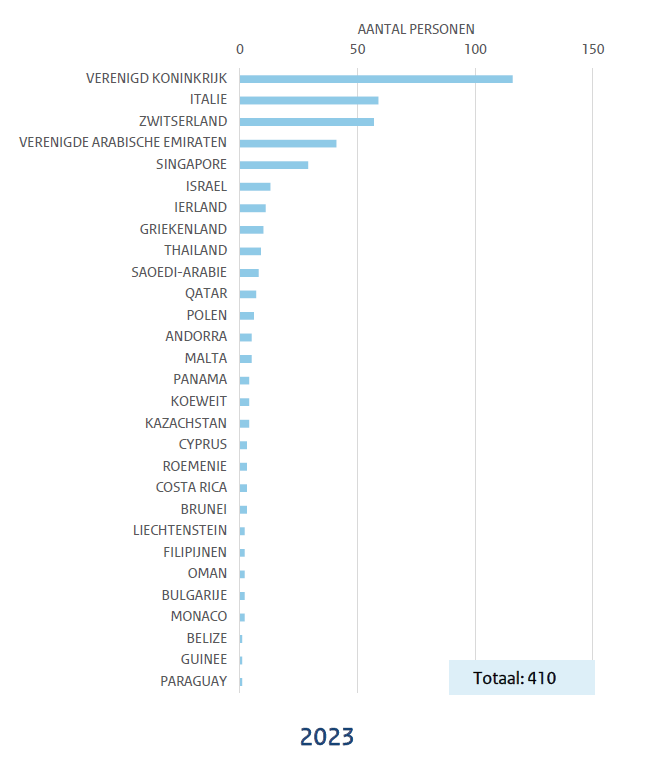 AANTAL PERSONEN
0 50 100 150
VERENIGD KONINKRIJK
ITALIE
ZWITSERLAND
VERENIGDE ARABISCHE EMIRATEN
SINGAPORE
ISRAEL
IERLAND
GRIEKENLAND
THAILAND
SAOEDI-ARABIE
QATAR
POLEN
ANDORRA
MALTA
PANAMA
KOEWEIT
KAZACHSTAN
CYPRUS
ROEMENIE
COSTA RICA
BRUNEI
LIECHTENSTEIN
FILIPIJNEN
OMAN
BULGARIJE
MONACO
BELIZE
GUINEE
PARAGUAY
Totaal: 410
2023